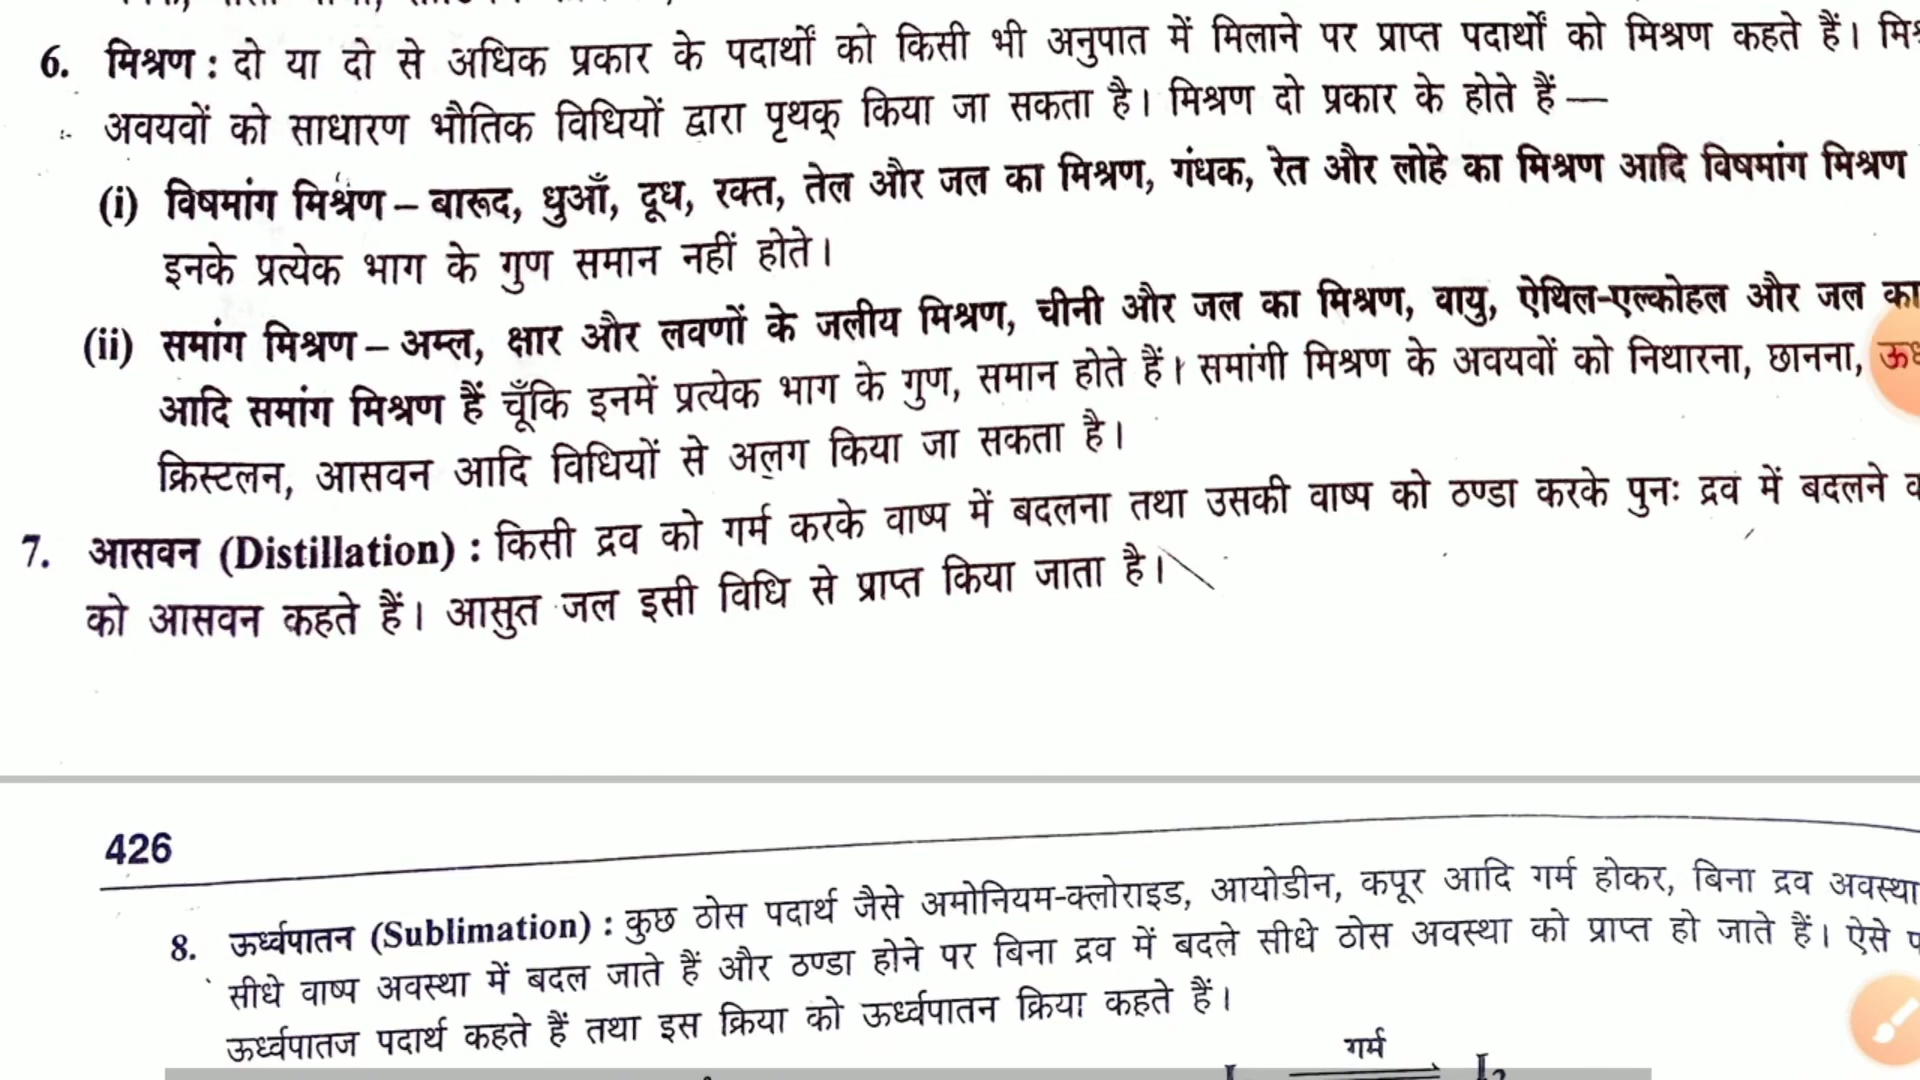 6. मिश्रण : दो या दो से अधिक प्रकार के पदार्थों को किसी भी अनुपात में मिलाने पर प्राप्त पदार्थों को मिश्रण कहते हैं।
अवयवों को साधारण भौतिक विधियों द्वारा पृथक् किया जा सकता है। मिश्रण दो प्रकार के होते हैं —
(i) विषमांग मिश्रण – बारूद, धुआँ, दूध, रक्त, तेल और जल का मिश्रण, गंधक, रेत और लोहे का मिश्रण आदि विषमांग मिश्रण
इनके प्रत्येक भाग के गुण समान नहीं होते।
(ii) समांग मिश्रण – अम्ल, क्षार और लवणों के जलीय मिश्रण, चीनी और जल का मिश्रण, वायु, ऐथिल-एल्कोहल और जल का
आदि समांग मिश्रण हैं चूँकि इनमें प्रत्येक भाग के गुण, समान होते हैं। समांगी मिश्रण के अवयवों को निथारना, छानना,
क्रिस्टलन, आसवन आदि विधियों से अलग किया जा सकता है।
7. आसवन (Distillation) : किसी द्रव को गर्म करके वाष्प में बदलना तथा उसकी वाष्प को ठण्डा करके पुनः द्रव में बदलने
को आसवन कहते हैं। आसुत जल इसी विधि से प्राप्त किया जाता है।
426
8. ऊर्ध्वपातन (Sublimation) : कुछ ठोस पदार्थ जैसे अमोनियम-क्लोराइड, आयोडीन, कपूर आदि गर्म होकर, बिना द्रव अवस्था
सीधे वाष्प अवस्था में बदल जाते हैं और ठण्डा होने पर बिना द्रव में बदले सीधे ठोस अवस्था को प्राप्त हो जाते हैं। ऐसे
ऊर्ध्वपातज पदार्थ कहते हैं तथा इस क्रिया को ऊर्ध्वपातन क्रिया कहते हैं।
गर्म